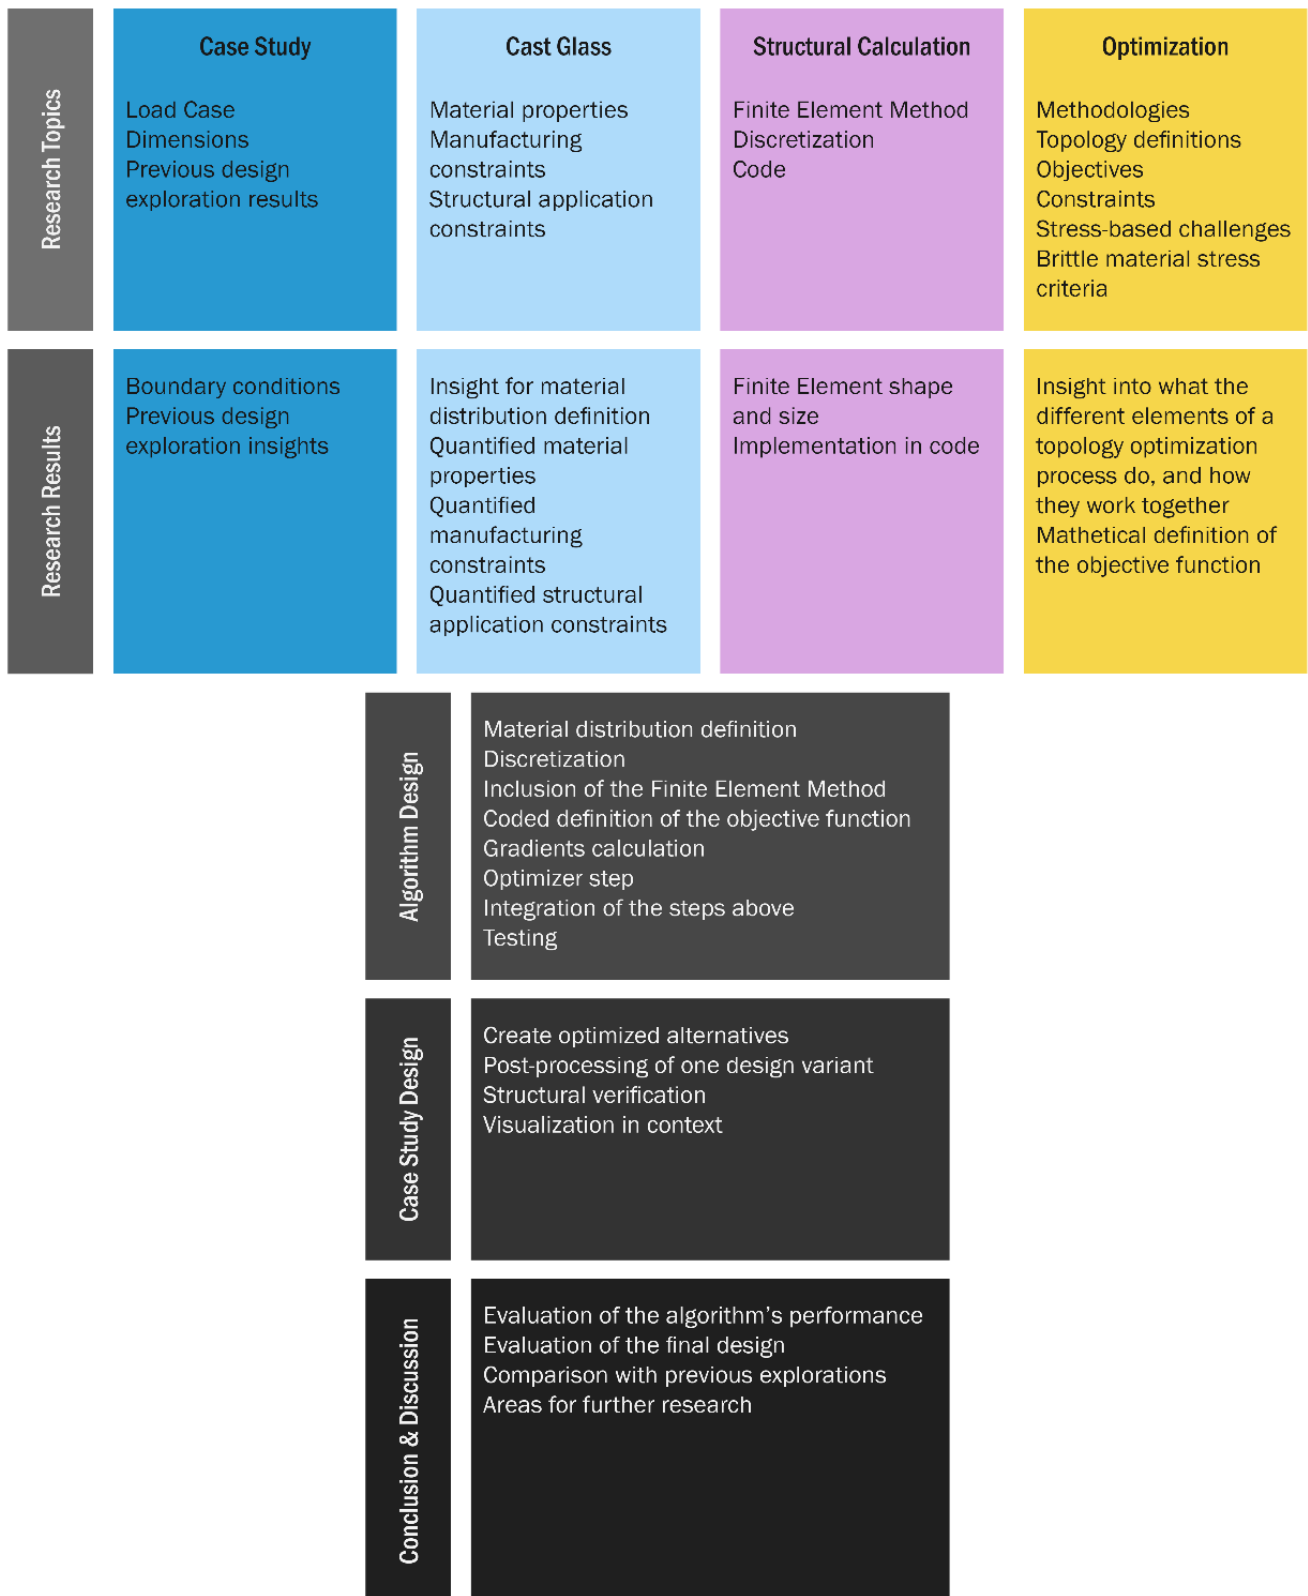 Research Topics
Case Study
Load Case
Dimensions
Previous design
exploration results
Cast Glass
Material properties
Manufacturing
constraints
Structural application
constraints
Structural Calculation
Finite Element Method
Discretization
Code
Optimization
Methodologies
Topology definitions
Objectives
Constraints
Stress-based challenges
Brittle material stress
criteria
Research Results
Boundary conditions
Previous design
exploration insights
Insight for material
distribution definition
Quantified material
properties
Quantified
manufacturing
constraints
Quantified structural
application constraints
Finite Element shape
and size
Implementation in code
Insight into what the
different elements of a
topology optimization
process do, and how
they work together
Mathetical definition of
the objective function
Algorithm Design
Material distribution definition
Discretization
Inclusion of the Finite Element Method
Coded definition of the objective function
Gradients calculation
Optimizer step
Integration of the steps above
Testing
Case Study Design
Create optimized alternatives
Post-processing of one design variant
Structural verification
Visualization in context
Conclusion & Discussion
Evaluation of the algorithm’s performance
Evaluation of the final design
Comparison with previous explorations
Areas for further research